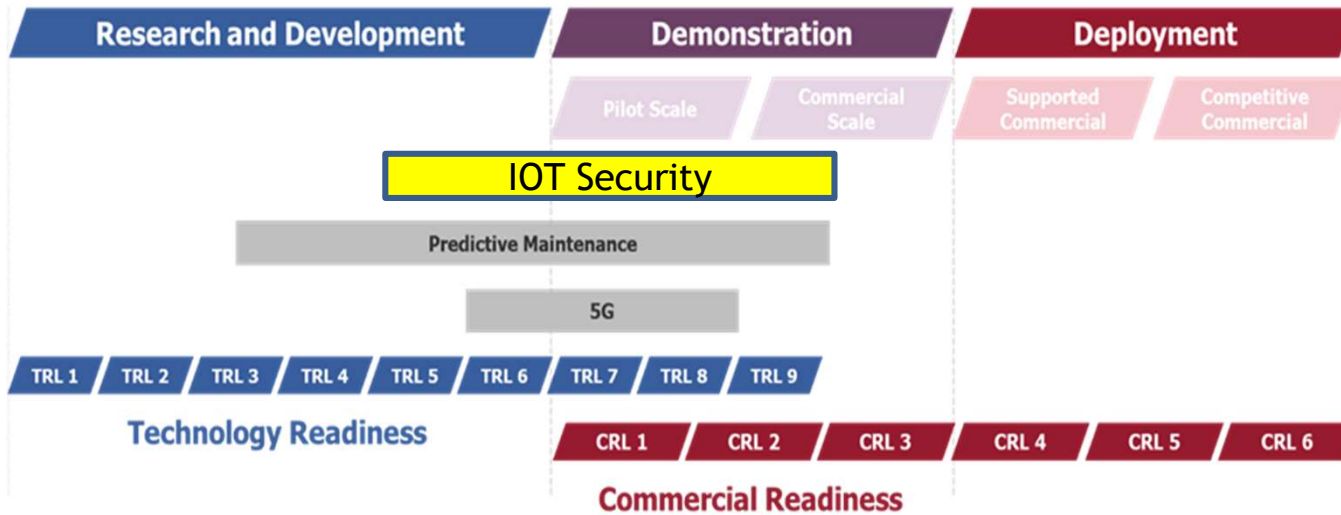 Research and Development
Demonstration
Deployment
Pilot Scale
Commercial
Scale
Supported
Commercial
Competitive
Commercial
IOT Security
Predictive Maintenance
5G
TRL 1
TRL 2
TRL 3
TRL 4
TRL 5
TRL 6
TRL 7
TRL 8
TRL 9
Technology Readiness
CRL 1
CRL 2
CRL 3
CRL 4
CRL 5
CRL 6
Commercial Readiness